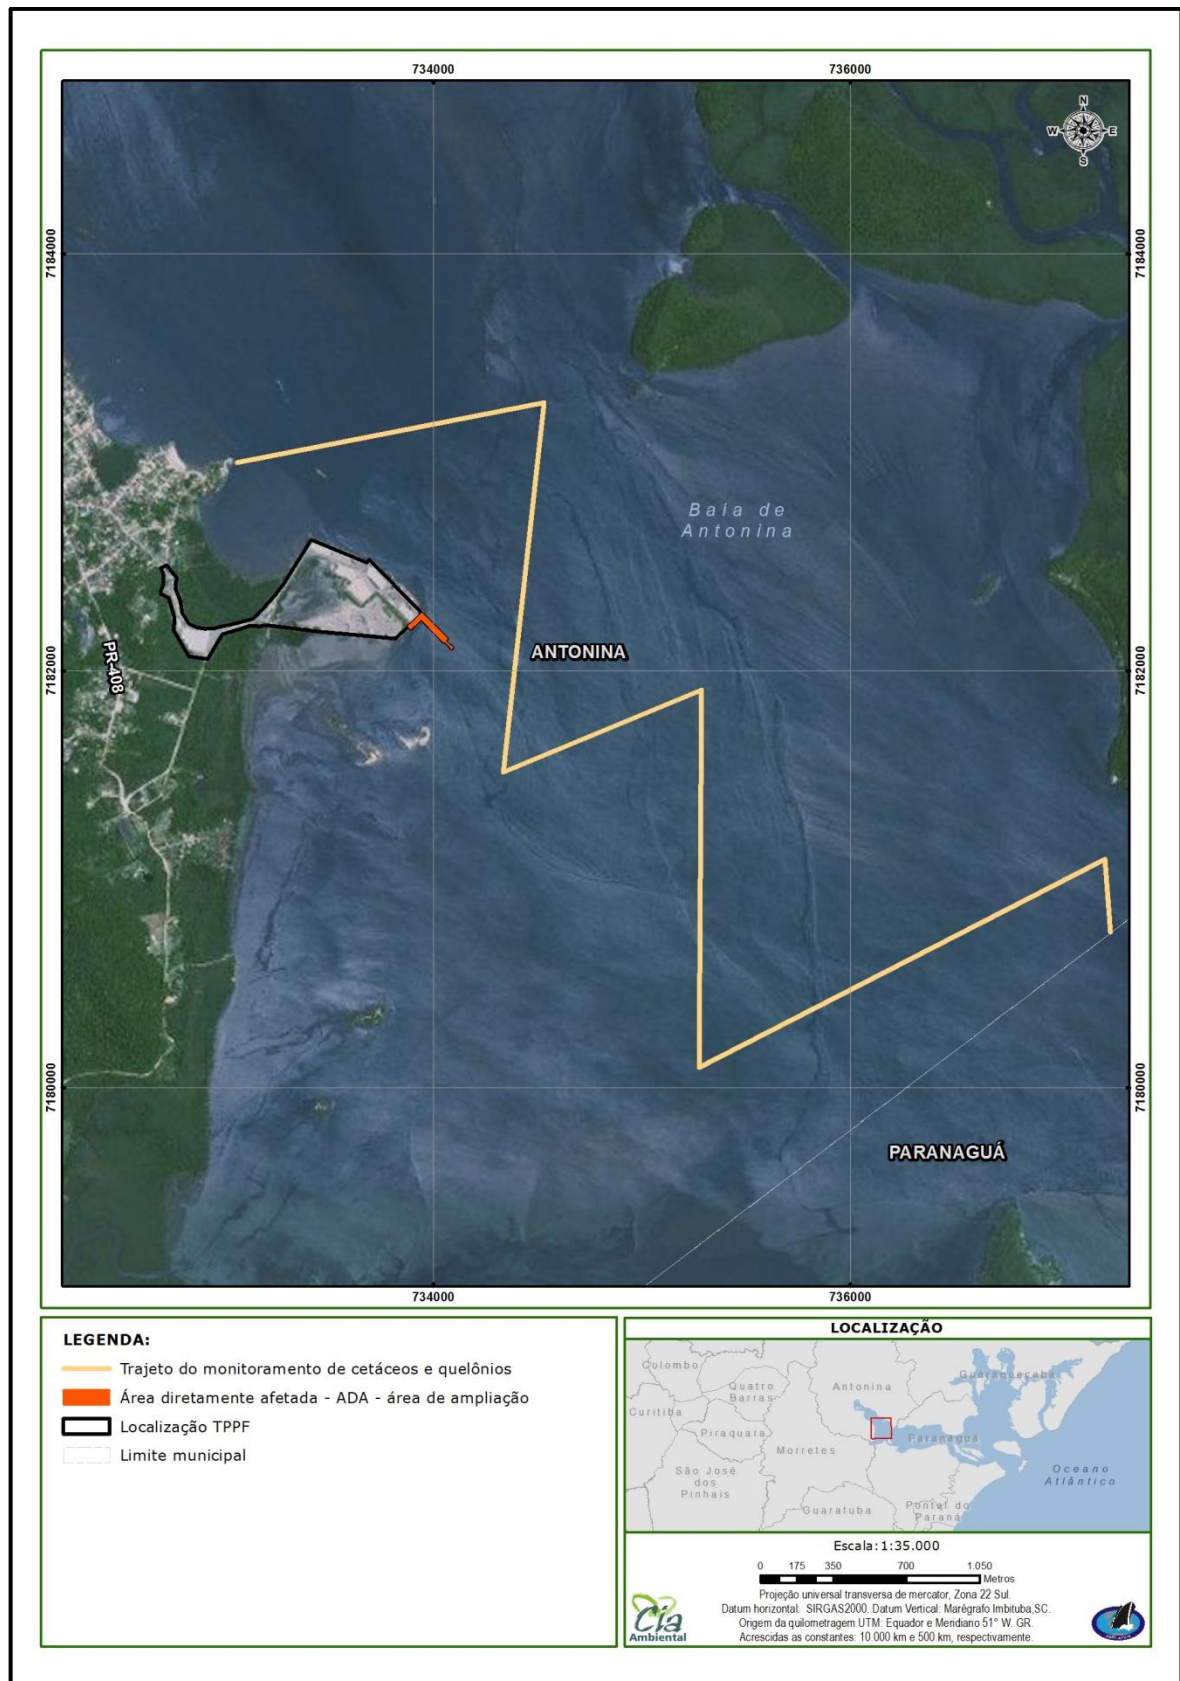 734000
736000
N
W
E
S
7184000
7184000
Baía de
Antonina
PR-408
ANTONINA
7182000
7182000
7180000
7180000
PARANAGUÁ
734000
736000
LEGENDA:
Trajeto do monitoramento de cetáceos e quelônios
Área diretamente afetada - ADA - área de ampliação
Localização TPPF
Limite municipal
LOCALIZAÇÃO
Colombo
Quatro
Barras
Antonina
Guaraqueçaba
Curitiba
Piraquara
Morretes
Paranaguá
São José
dos
Pinhais
Oceano
Atlântico
Guaratuba
Pontal do
Paraná
Escala: 1:35.000
0 175 350 700 1.050
Metros
Projeção universal transversa de mercator, Zona 22 Sul.
Datum horizontal: SIRGAS2000. Datum Vertical: Marégrafo Imbituba,SC.
Origem da quilometragem UTM: Equador e Meridiano 51° W. GR.
Acrescidas as constantes: 10.000 km e 500 km, respectivamente.
Cia
Ambiental